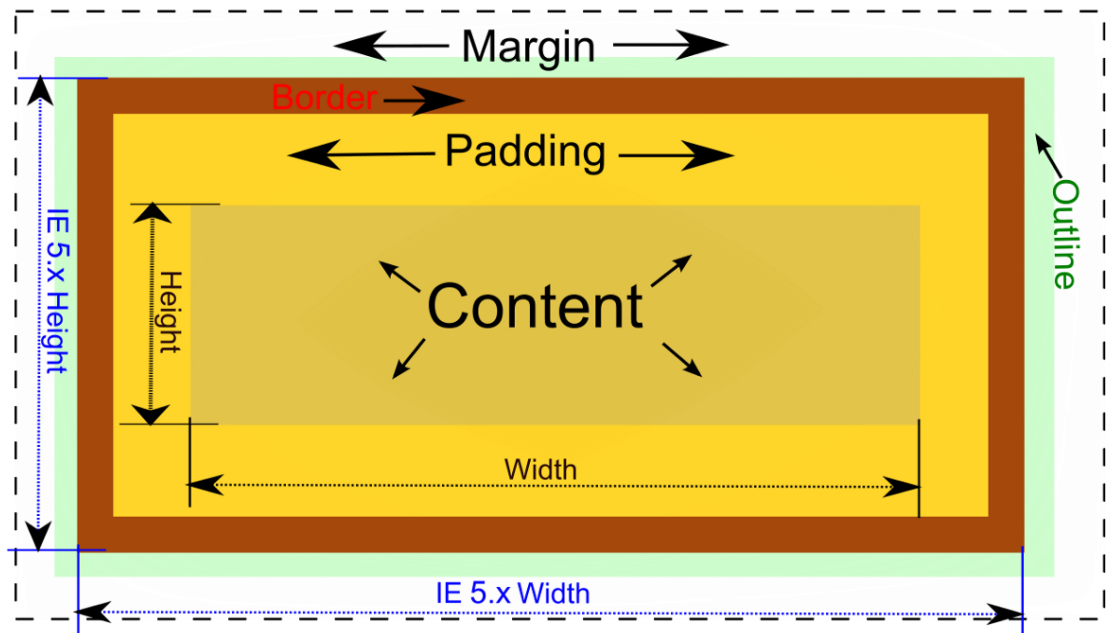 Margin
Border
Padding
Outline
IE 5.x Height
Height
Content
Width
IE 5.x Width